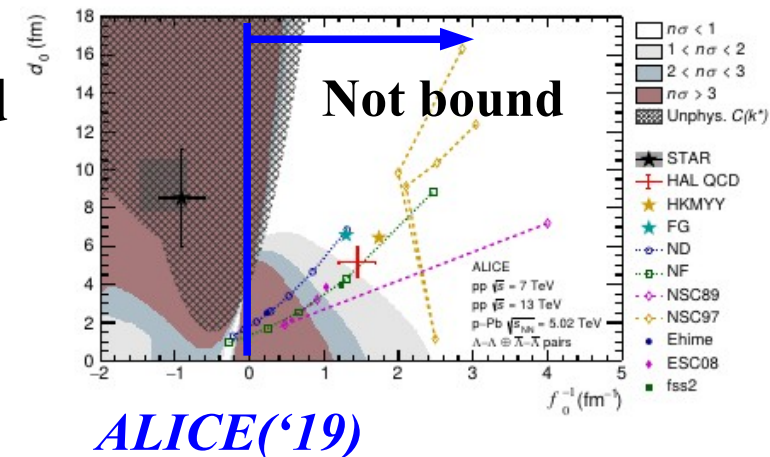 d₀ (fm)
18
16
14
12
10
8
6
4
2
0
−2 −1 0 1 2 3 4 5
f₀⁻¹ (fm⁻¹)
Not bound
ALICE
pp √s = 7 TeV
pp √s = 13 TeV
p–Pb √sNN = 5.02 TeV
Λ–Λ ⊕ Λ̅–Λ̅ pairs
nσ < 1
1 < nσ < 2
2 < nσ < 3
nσ > 3
Unphys. C(k*)
STAR
HAL QCD
HKMYY
FG
ND
NF
NSC89
NSC97
Ehime
ESC08
fss2
ALICE(‘19)